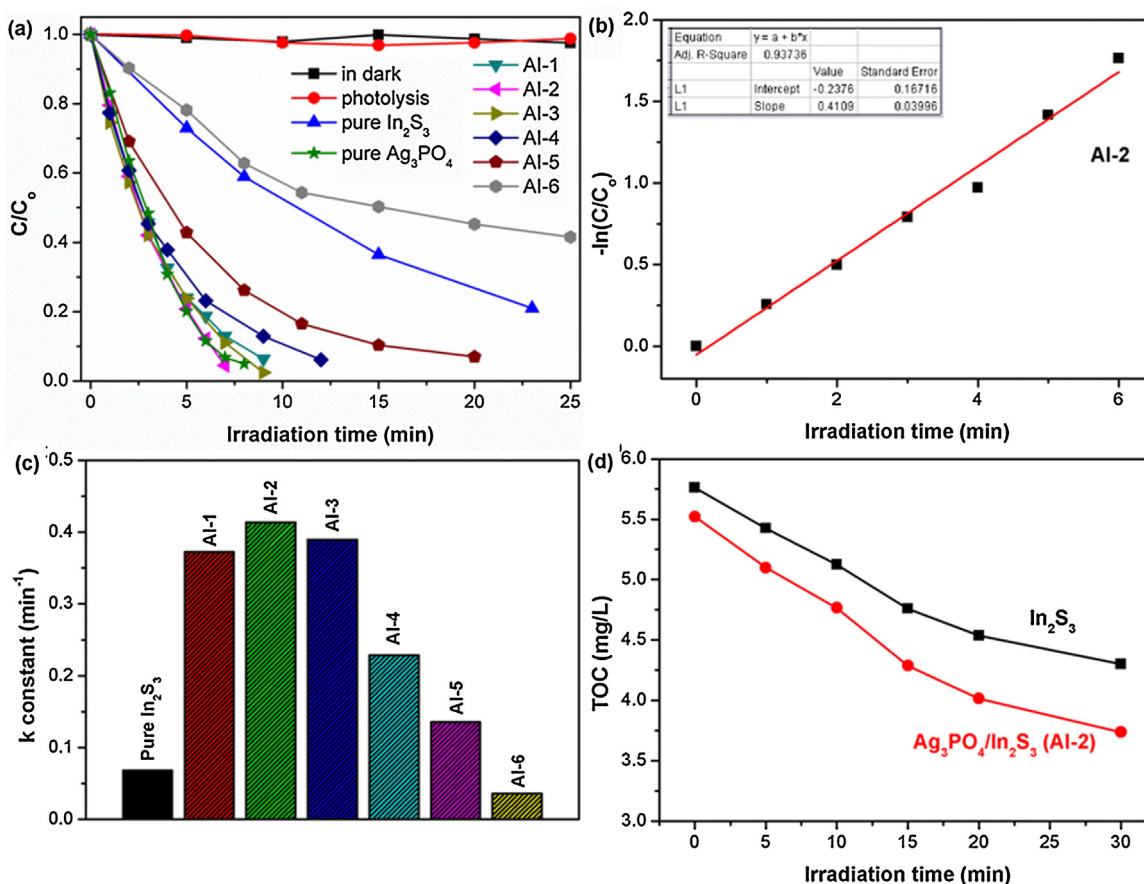 (a)
1.0
0.8
0.6
0.4
0.2
0.0
C/Co
in dark
photolysis
pure In2S3
pure Ag3PO4
AI-1
AI-2
AI-3
AI-4
AI-5
AI-6
0 5 10 15 20 25
Irradiation time (min)
(b)
2.0
1.5
-1.0
0.5
0.0
-ln(C/Co)
Equation y = a + b*x
Adj. R-Square 0.93736
Value Standard Error
L1 Intercept -0.2376 0.16716
L1 Slope 0.4109 0.03996
AI-2
0 2 4 6
Irradiation time (min)
(c)
0.5
0.4
0.3
0.2
0.1
0.0
k constant (min-1)
Pure In2S3
AI-1
AI-2
AI-3
AI-4
AI-5
AI-6
(d)
6.0
5.5
5.0
4.5
4.0
3.5
3.0
TOC (mg/L)
In2S3
Ag3PO4/In2S3 (AI-2)
0 5 10 15 20 25 30
Irradiation time (min)